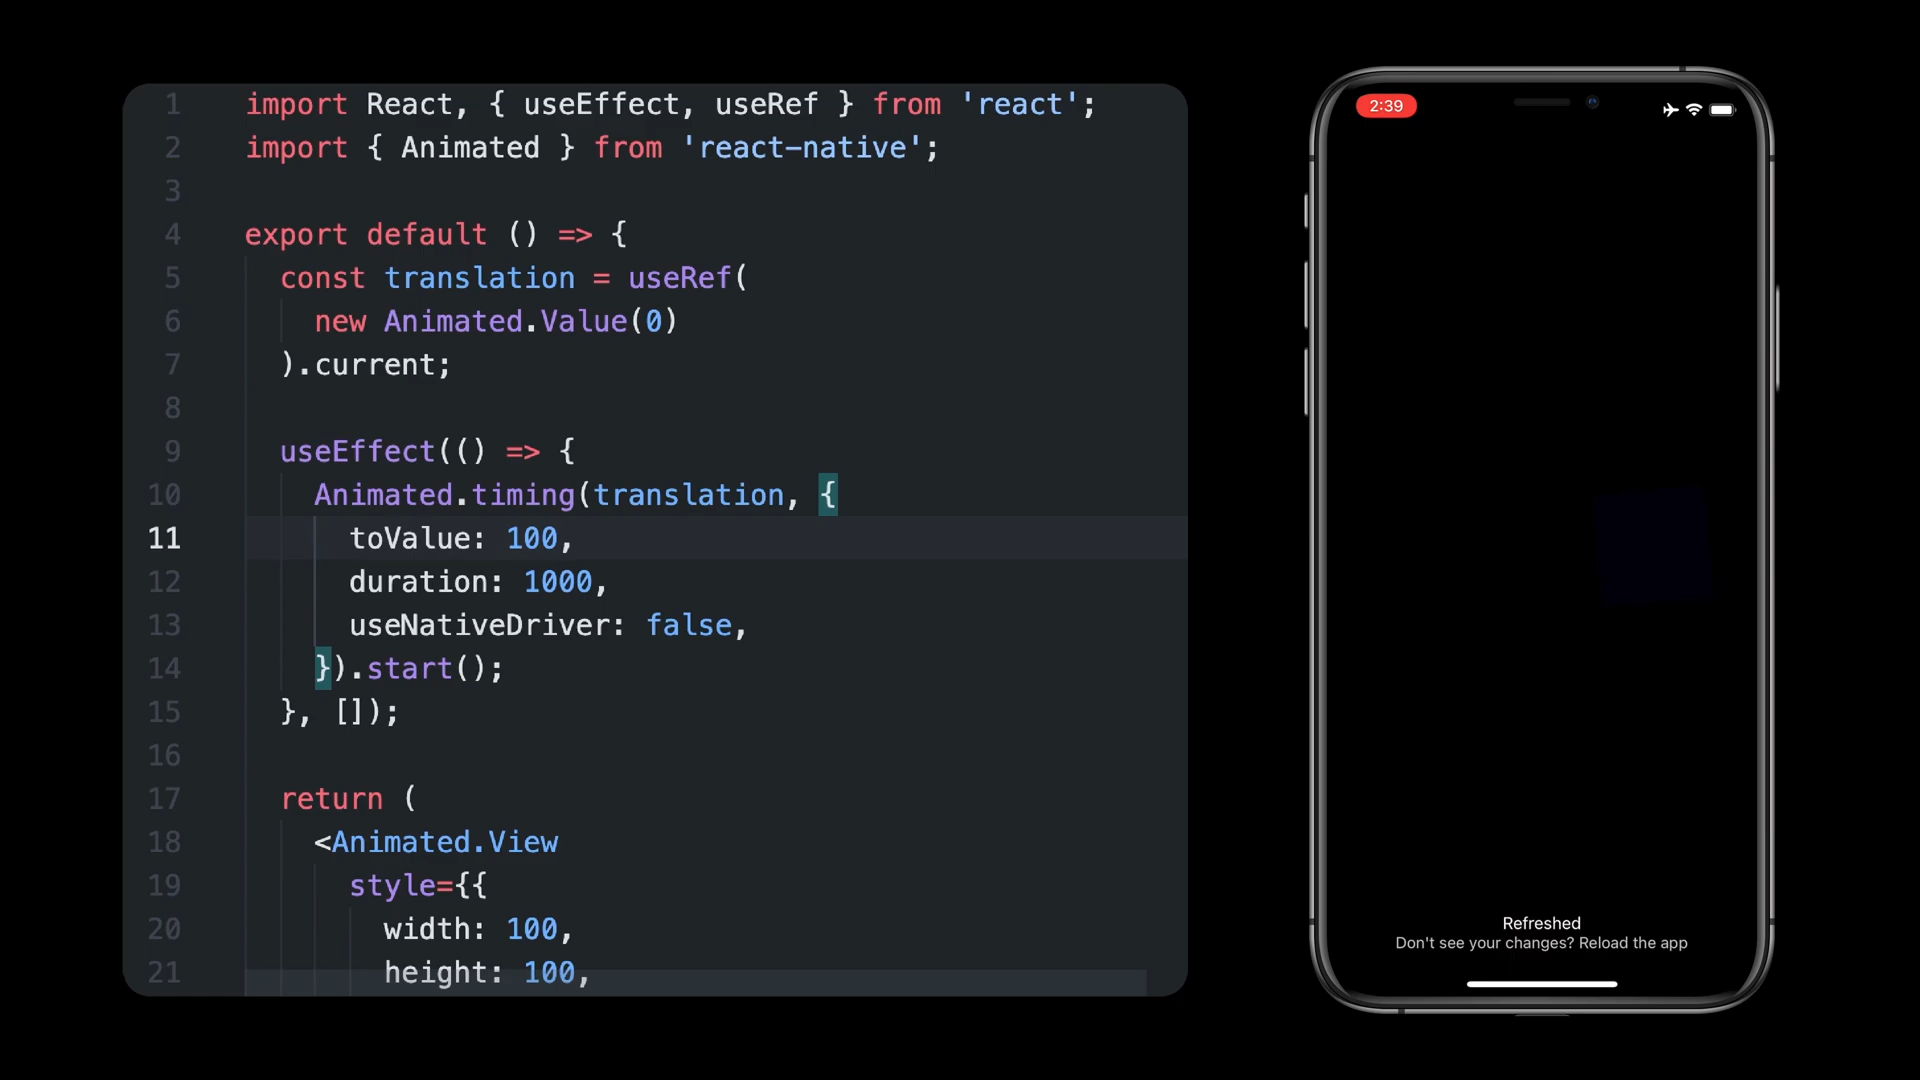 1 import React, { useEffect, useRef } from 'react';
2 import { Animated } from 'react-native';
3
4 export default () => {
5 const translation = useRef(
6 new Animated.Value(0)
7 ).current;
8
9 useEffect(() => {
10 Animated.timing(translation, {
11 toValue: 100,
12 duration: 1000,
13 useNativeDriver: false,
14 }).start();
15 }, []);
16
17 return (
18 <Animated.View
19 style={{
20 width: 100,
21 height: 100,
2:39
Refreshed
Don't see your changes? Reload the app